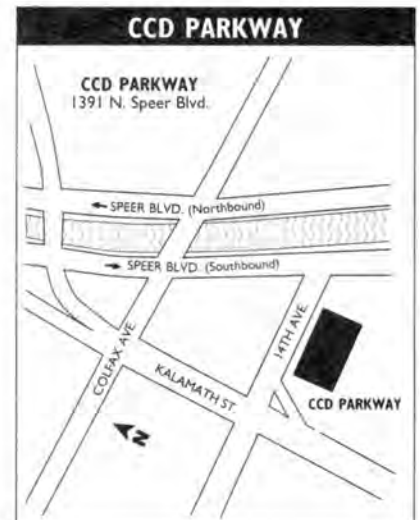 CCD PARKWAY
CCD PARKWAY
1391 N. Speer Blvd.
← SPEER BLVD. (Northbound)
→ SPEER BLVD. (Southbound)
COLFAX AVE
KALAMATH ST.
14TH AVE.
CCD PARKWAY
N